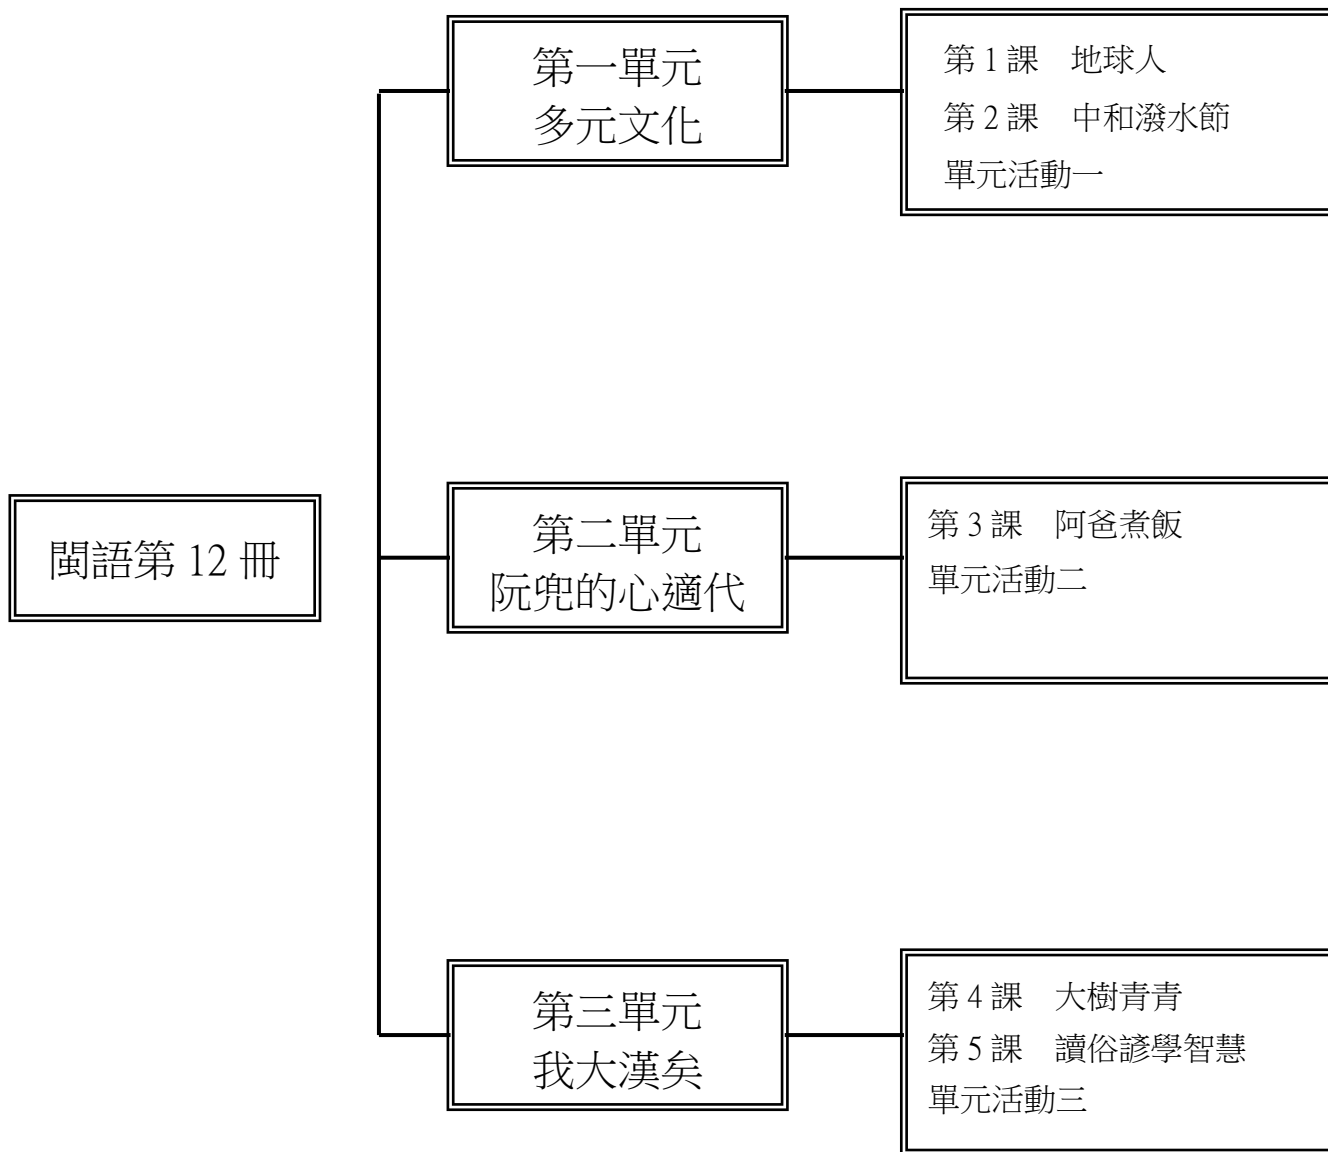 閩語第 12 冊
第一單元
多元文化
第 1 課　地球人
第 2 課　中和潑水節
單元活動一
第二單元
阮兜的心適代
第 3 課　阿爸煮飯
單元活動二
第三單元
我大漢矣
第 4 課　大樹青青
第 5 課　讀俗諺學智慧
單元活動三